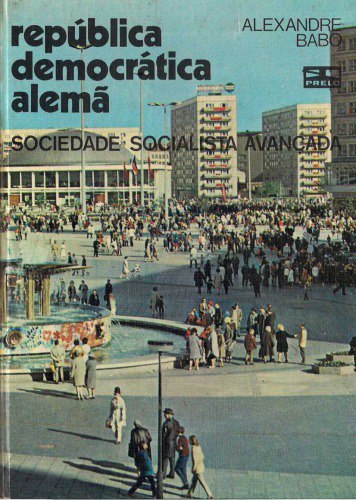 república
democrática
alemã
ALEXANDRE
BABO
PRELO
SOCIEDADE SOCIALISTA AVANÇADA